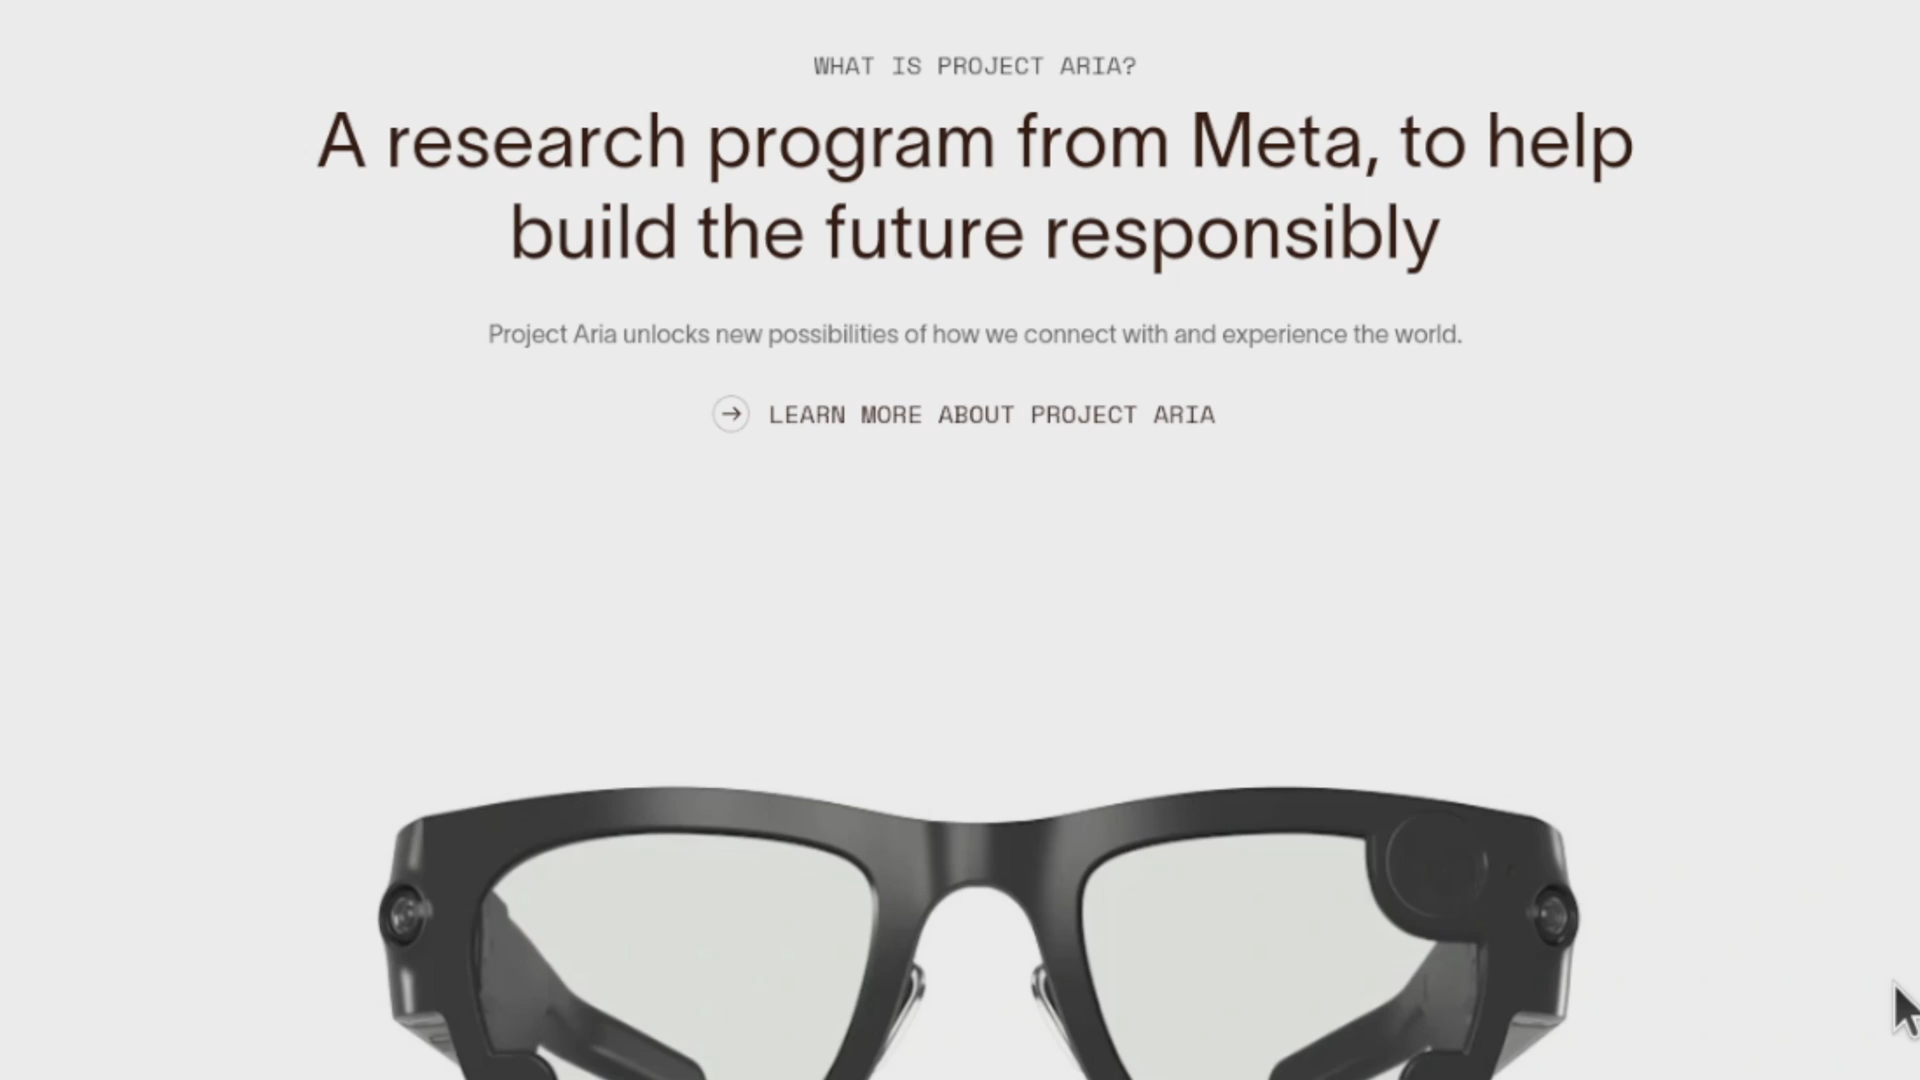 WHAT IS PROJECT ARIA?
A research program from Meta, to help
build the future responsibly
Project Aria unlocks new possibilities of how we connect with and experience the world.
LEARN MORE ABOUT PROJECT ARIA